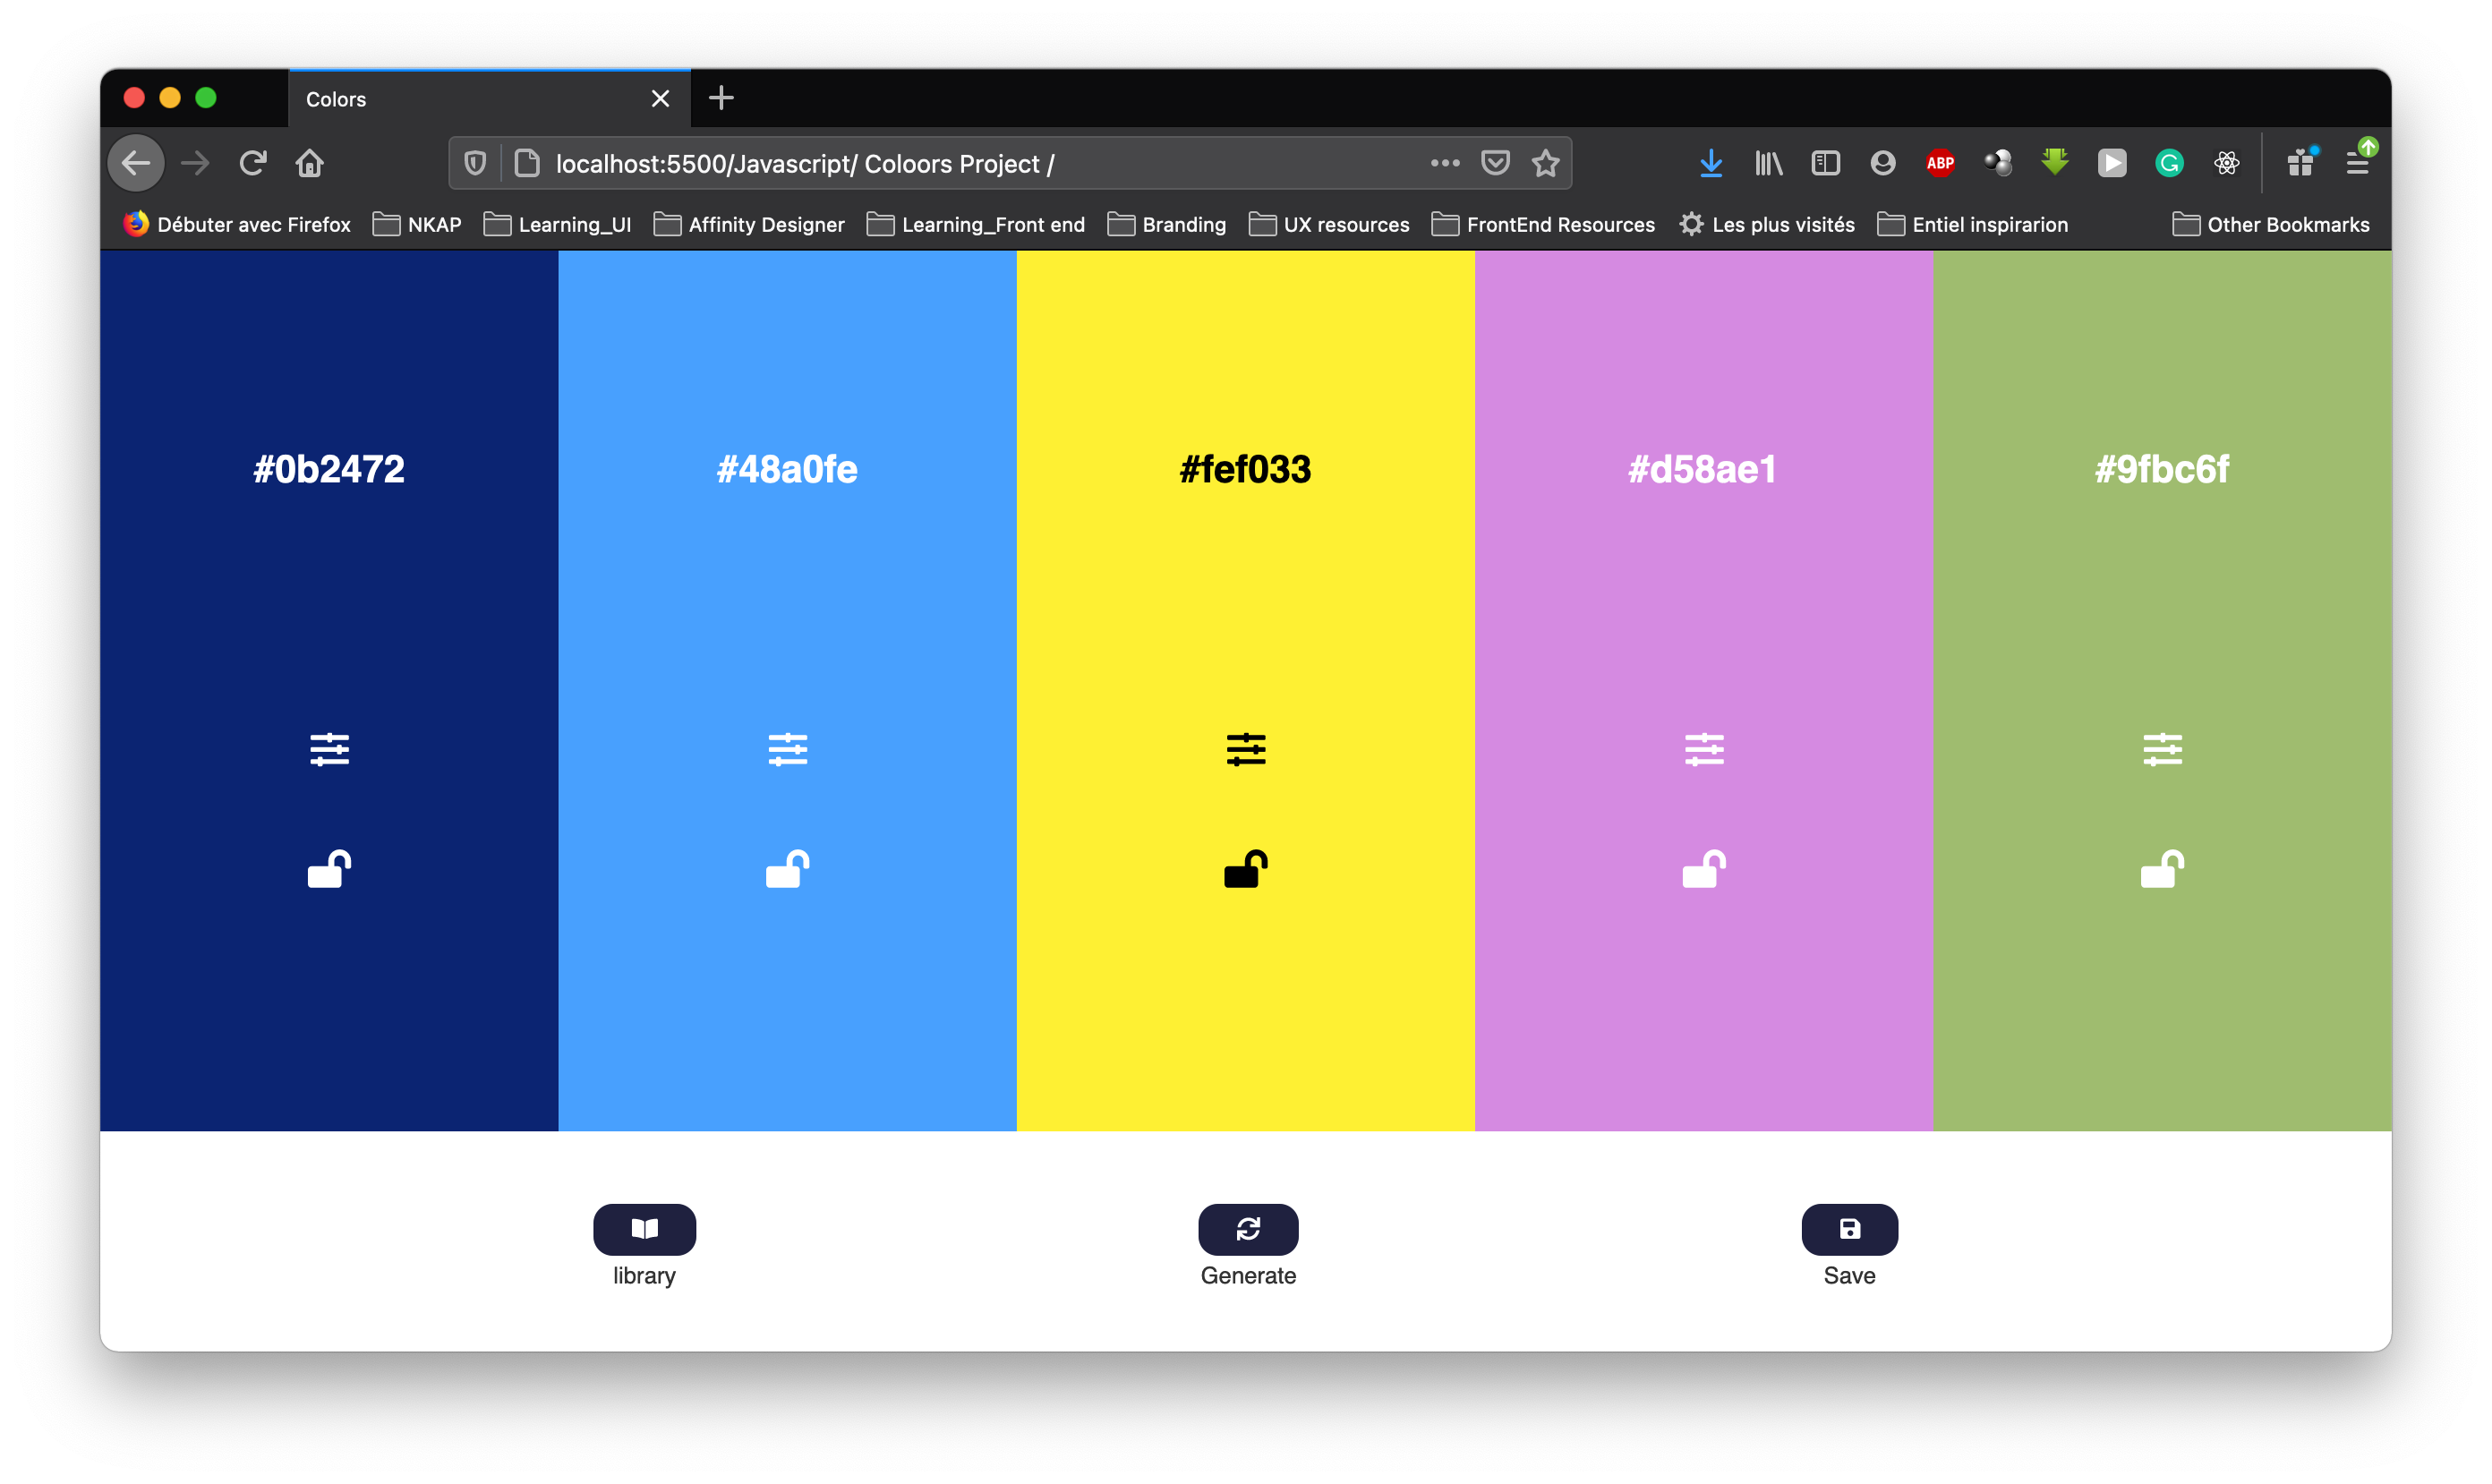 Colors
localhost:5500/Javascript/ Coloors Project /
ABP
Débuter avec Firefox NKAP Learning_UI Affinity Designer Learning_Front end Branding UX resources FrontEnd Resources Les plus visités Entiel inspirarion Other Bookmarks
#0b2472 #48a0fe #fef033 #d58ae1 #9fbc6f
library Generate Save